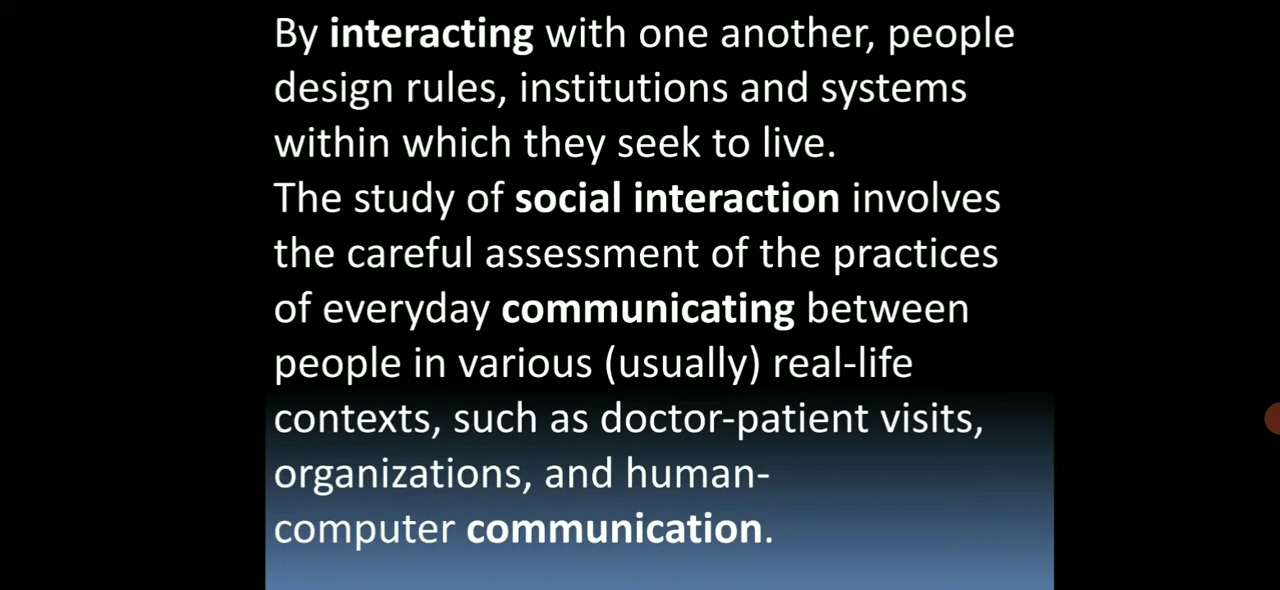 By interacting with one another, people
design rules, institutions and systems
within which they seek to live.
The study of social interaction involves
the careful assessment of the practices
of everyday communicating between
people in various (usually) real-life
contexts, such as doctor-patient visits,
organizations, and human-
computer communication.